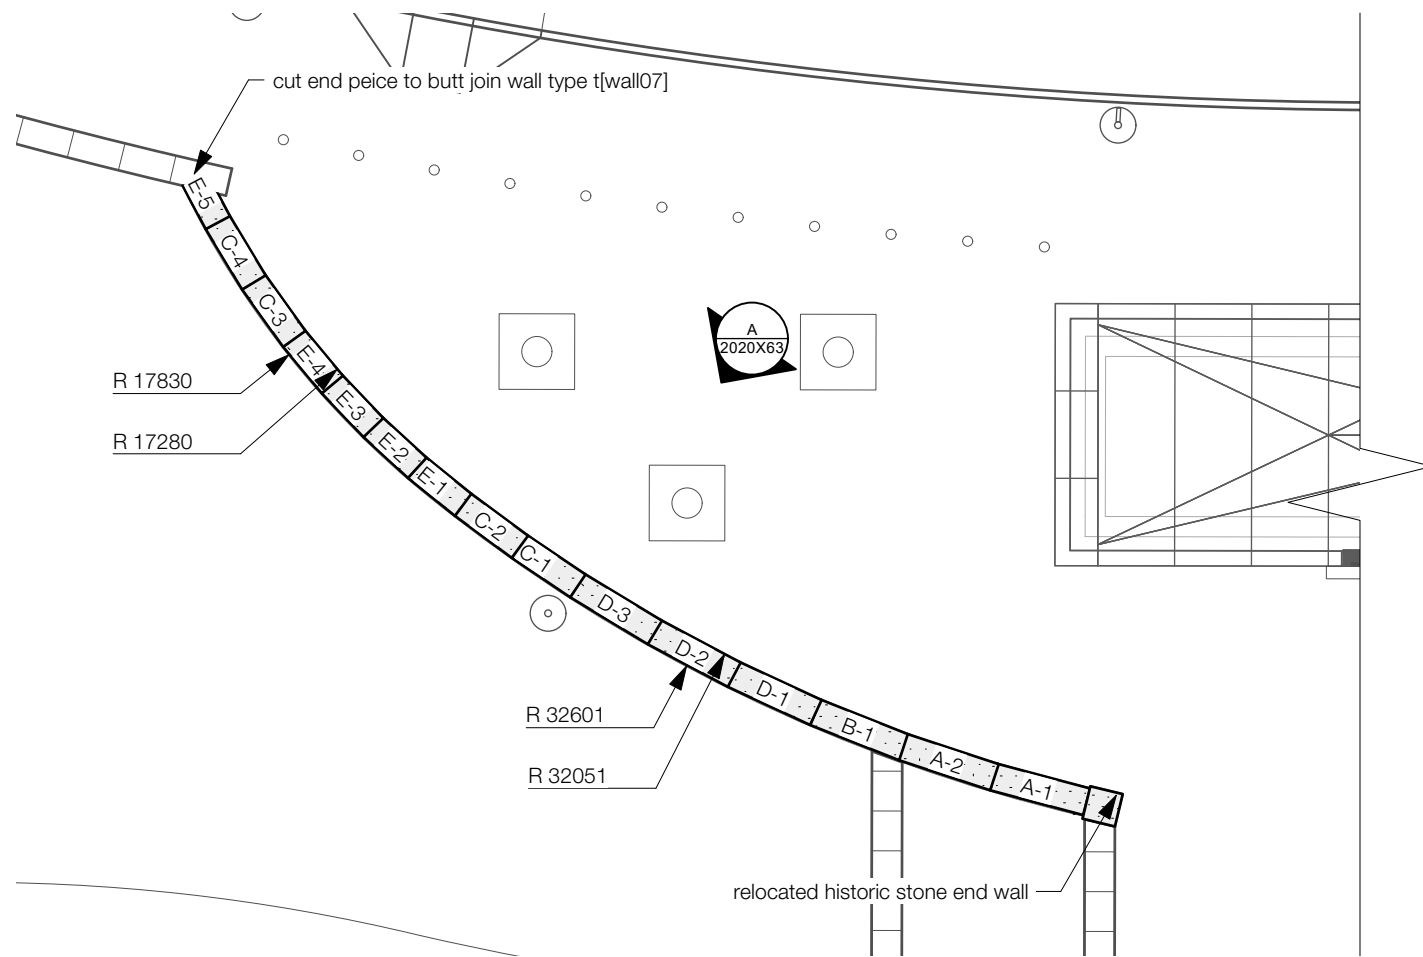 cut end peice to butt join wall type t[wall07]
E-5
C-4
C-3
A
2020X63
E-4
R 17830
E-3
R 17280
E-2
E-1
C-2
C-1
D-3
D-2
D-1
R 32601
B-1
A-2
R 32051
A-1
relocated historic stone end wall